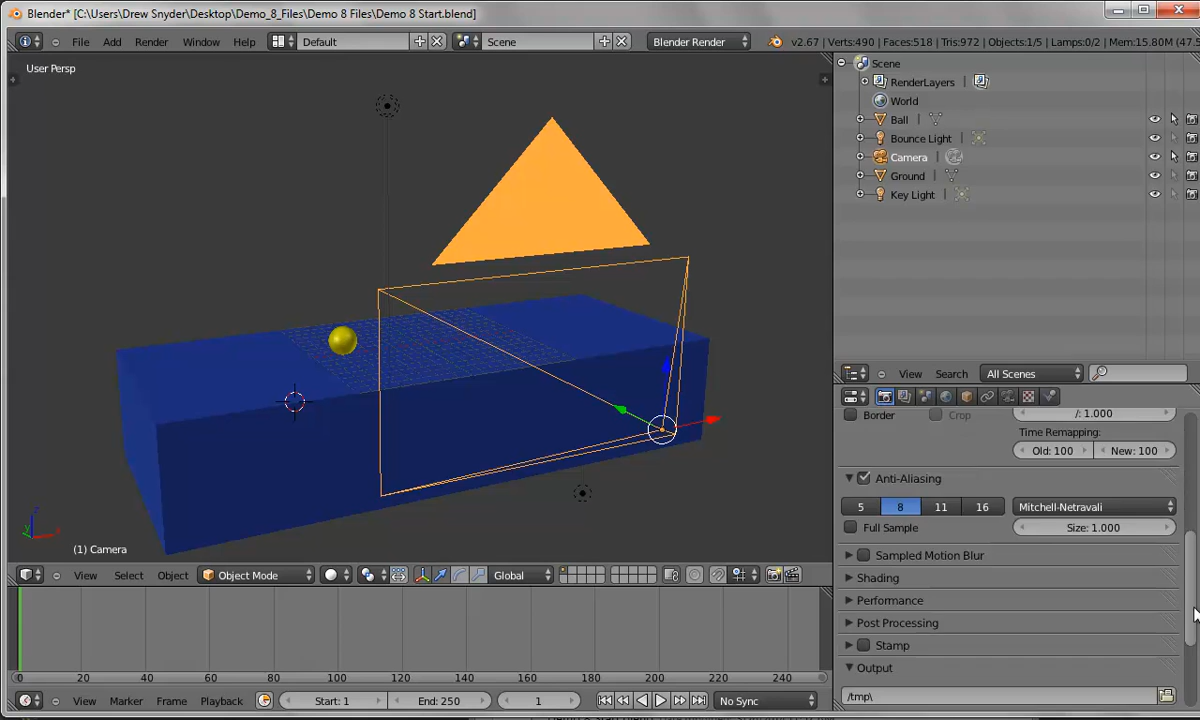 Blender* [C:\Users\Drew Snyder\Desktop\Demo_8_Files\Demo 8 Files\Demo 8 Start.blend]
File Add Render Window Help Default Scene Blender Render v2.67 | Verts:490 | Faces:518 | Tris:972 | Objects:1/5 | Lamps:0/2 | Mem:15.80M (47.5
User Persp
Scene
RenderLayers
World
Ball
Bounce Light
Camera
Ground
Key Light
View Search All Scenes
Border Crop /: 1.000
Time Remapping:
Old: 100 New: 100
Anti-Aliasing
5 8 11 16 Mitchell-Netravali
Full Sample Size: 1.000
Sampled Motion Blur
Shading
Performance
Post Processing
Stamp
Output
/tmp\
(1) Camera
View Select Object Object Mode Global
0 20 40 60 80 100 120 140 160 180 200 220 240
View Marker Frame Playback Start: 1 End: 250 1 No Sync